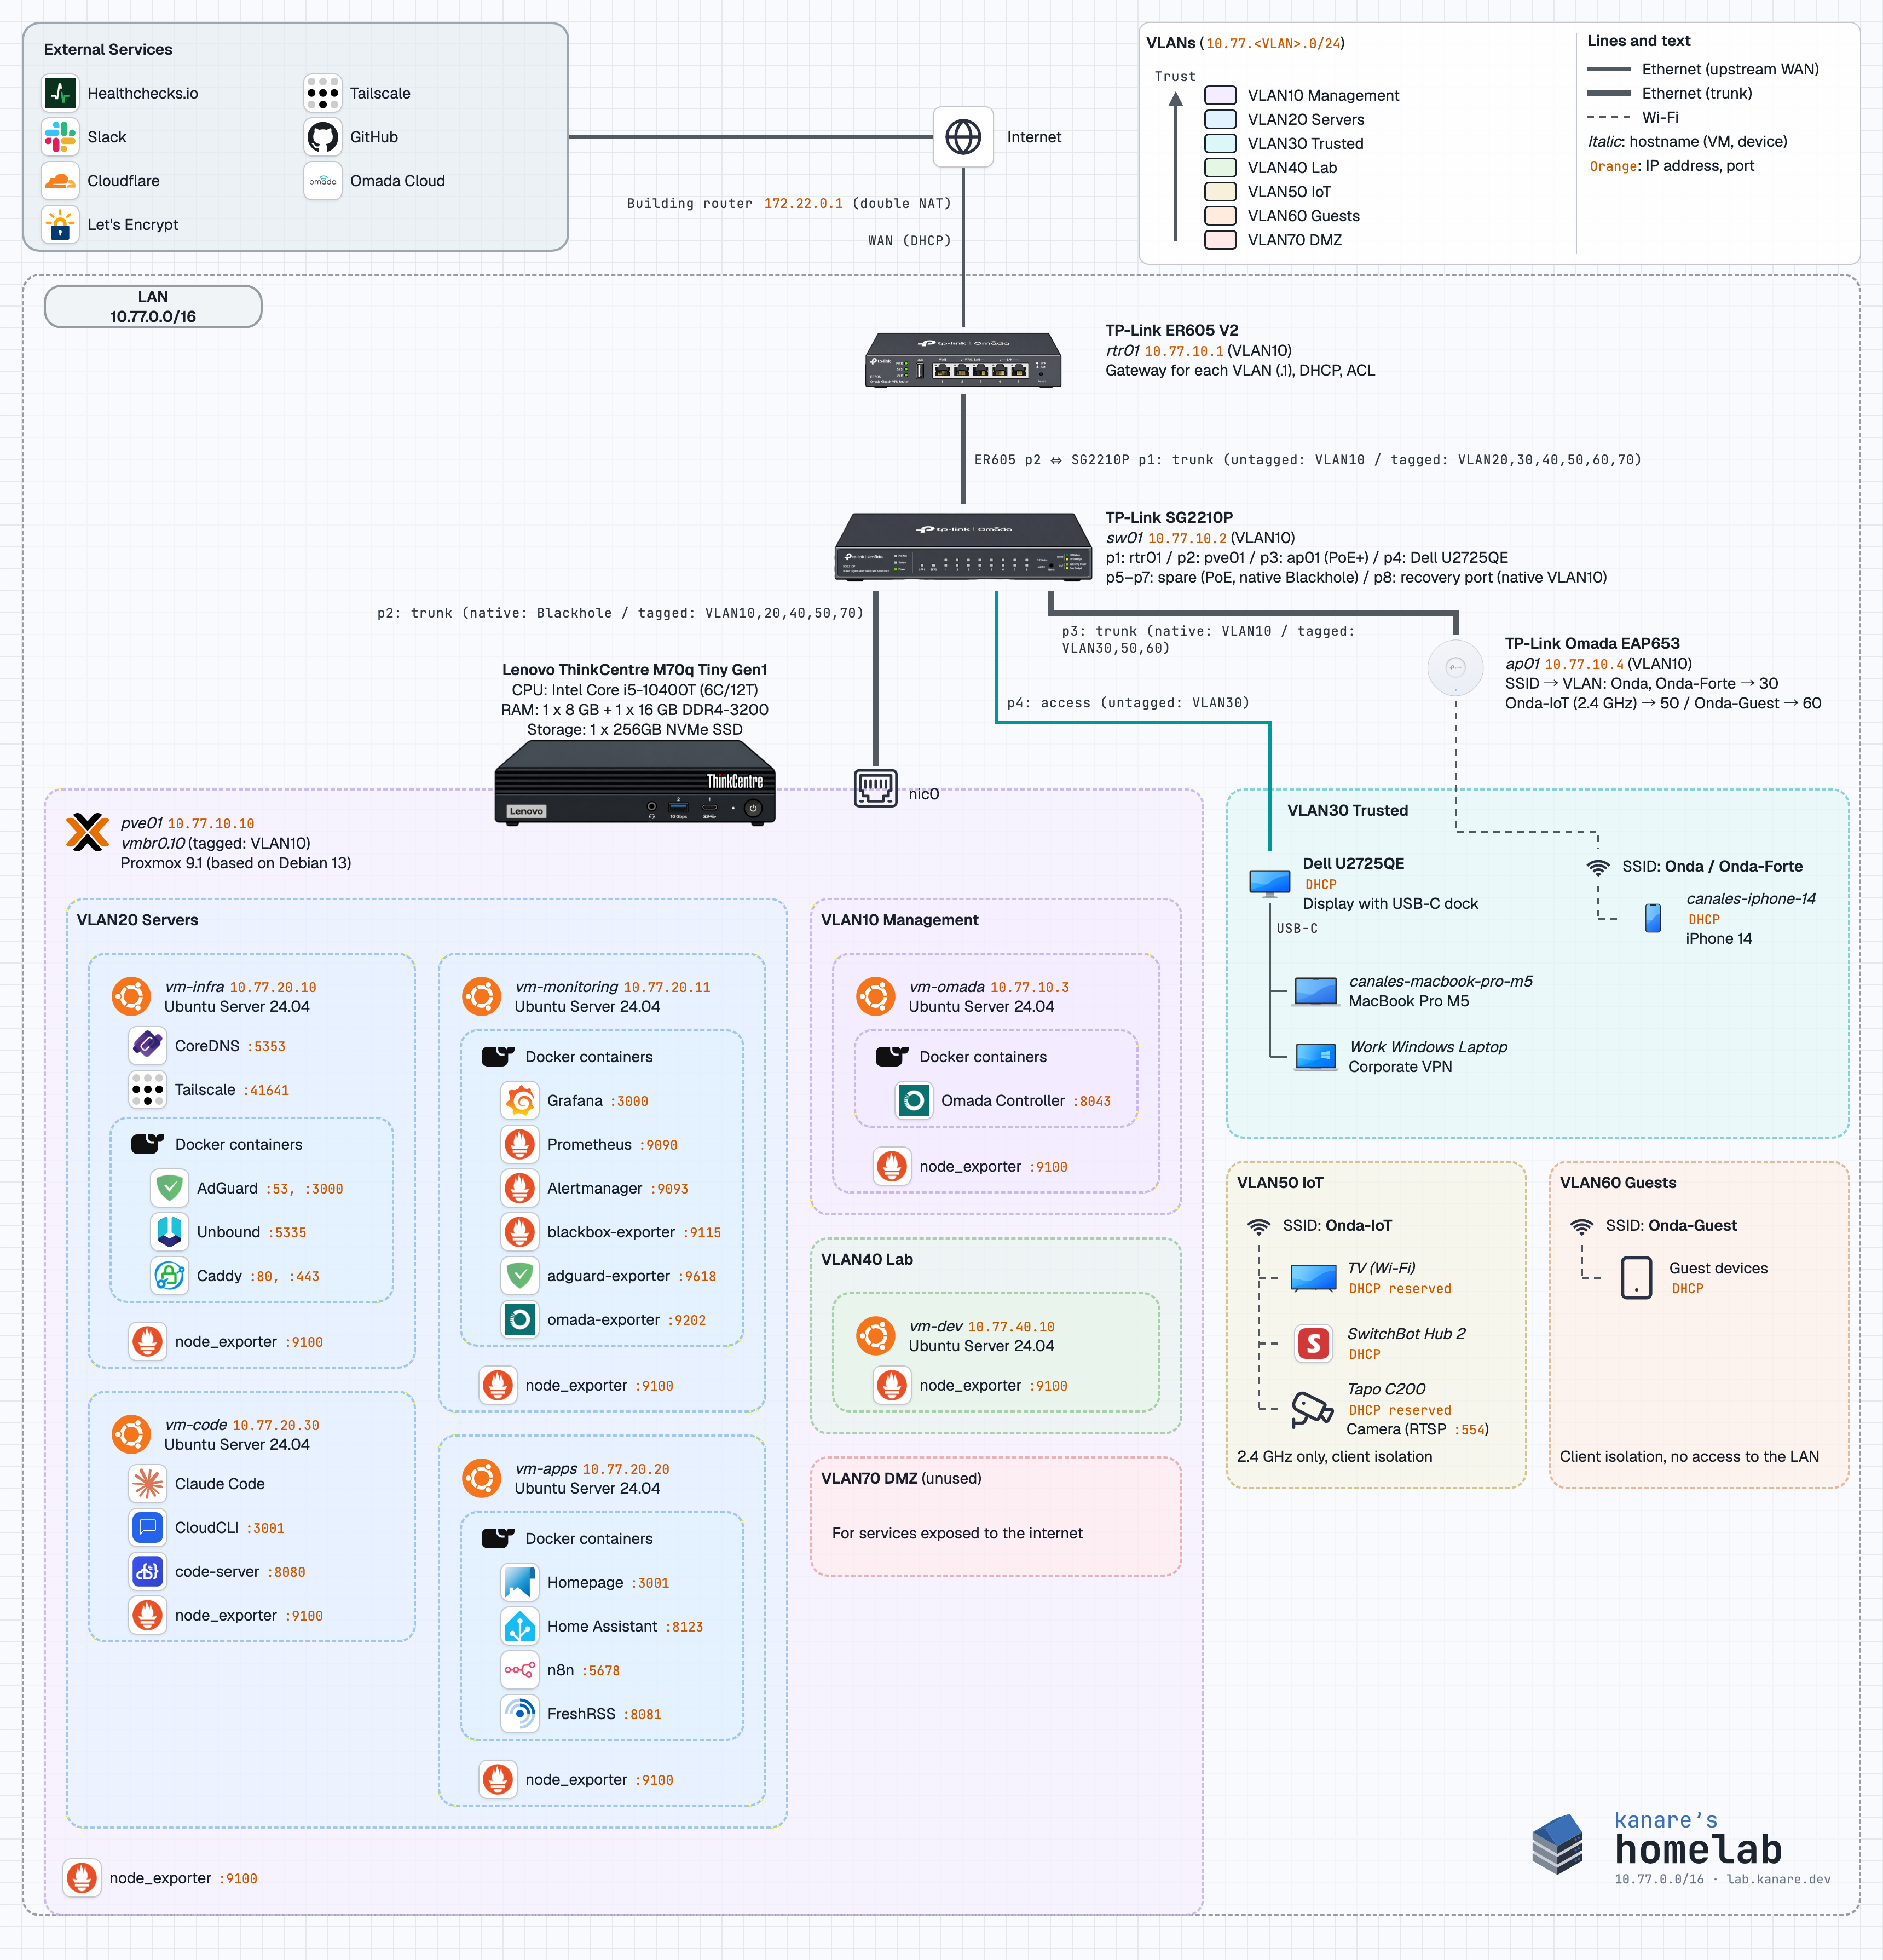 External Services
Healthchecks.io
Slack
Cloudflare
Let's Encrypt
Tailscale
GitHub
Omada Cloud
Internet
Building router 172.22.0.1 (double NAT)
WAN (DHCP)
VLANs (10.77.<VLAN>.0/24)
Trust
VLAN10 Management
VLAN20 Servers
VLAN30 Trusted
VLAN40 Lab
VLAN50 IoT
VLAN60 Guests
VLAN70 DMZ
Lines and text
Ethernet (upstream WAN)
Ethernet (trunk)
Wi-Fi
Italic: hostname (VM, device)
Orange: IP address, port
LAN
10.77.0.0/16
tp-link | Omada
TP-Link ER605 V2
rtr01 10.77.10.1 (VLAN10)
Gateway for each VLAN (.1), DHCP, ACL
ER605 p2 ⇔ SG2210P p1: trunk (untagged: VLAN10 / tagged: VLAN20,30,40,50,60,70)
tp-link | Omada
TP-Link SG2210P
sw01 10.77.10.2 (VLAN10)
p1: rtr01 / p2: pve01 / p3: ap01 (PoE+) / p4: Dell U2725QE
p5–p7: spare (PoE, native Blackhole) / p8: recovery port (native VLAN10)
p2: trunk (native: Blackhole / tagged: VLAN10,20,40,50,70)
p3: trunk (native: VLAN10 / tagged:
VLAN30,50,60)
TP-Link Omada EAP653
ap01 10.77.10.4 (VLAN10)
SSID → VLAN: Onda, Onda-Forte → 30
Onda-IoT (2.4 GHz) → 50 / Onda-Guest → 60
p4: access (untagged: VLAN30)
Lenovo ThinkCentre M70q Tiny Gen1
CPU: Intel Core i5-10400T (6C/12T)
RAM: 1 x 8 GB + 1 x 16 GB DDR4-3200
Storage: 1 x 256GB NVMe SSD
ThinkCentre
Lenovo
nic0
pve01 10.77.10.10
vmbr0.10 (tagged: VLAN10)
Proxmox 9.1 (based on Debian 13)
VLAN20 Servers
vm-infra 10.77.20.10
Ubuntu Server 24.04
CoreDNS :5353
Tailscale :41641
Docker containers
AdGuard :53, :3000
Unbound :5335
Caddy :80, :443
node_exporter :9100
vm-code 10.77.20.30
Ubuntu Server 24.04
Claude Code
CloudCLI :3001
code-server :8080
node_exporter :9100
vm-monitoring 10.77.20.11
Ubuntu Server 24.04
Docker containers
Grafana :3000
Prometheus :9090
Alertmanager :9093
blackbox-exporter :9115
adguard-exporter :9618
omada-exporter :9202
node_exporter :9100
vm-apps 10.77.20.20
Ubuntu Server 24.04
Docker containers
Homepage :3001
Home Assistant :8123
n8n :5678
FreshRSS :8081
node_exporter :9100
VLAN10 Management
vm-omada 10.77.10.3
Ubuntu Server 24.04
Docker containers
Omada Controller :8043
node_exporter :9100
VLAN40 Lab
vm-dev 10.77.40.10
Ubuntu Server 24.04
node_exporter :9100
VLAN70 DMZ (unused)
For services exposed to the internet
node_exporter :9100
VLAN30 Trusted
Dell U2725QE
DHCP
Display with USB-C dock
USB-C
canales-macbook-pro-m5
MacBook Pro M5
Work Windows Laptop
Corporate VPN
SSID: Onda / Onda-Forte
canales-iphone-14
DHCP
iPhone 14
VLAN50 IoT
SSID: Onda-IoT
TV (Wi-Fi)
DHCP reserved
SwitchBot Hub 2
DHCP
Tapo C200
DHCP reserved
Camera (RTSP :554)
2.4 GHz only, client isolation
VLAN60 Guests
SSID: Onda-Guest
Guest devices
DHCP
Client isolation, no access to the LAN
kanare's
homelab
10.77.0.0/16 · lab.kanare.dev